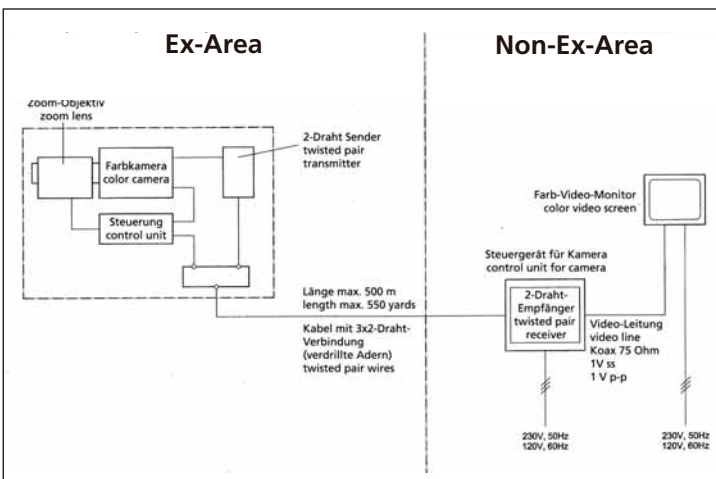 Ex-Area
Non-Ex-Area
Zoom-Objektiv
zoom lens
Farbkamera
color camera
Steuerung
control unit
2-Draht Sender
twisted pair
transmitter
Länge max. 500 m
length max. 550 yards
Kabel mit 3x2-Draht-
Verbindung
(verdrillte Adern)
twisted pair wires
Farb-Video-Monitor
color video screen
Steuergerät für Kamera
control unit for camera
2-Draht-
Empfänger
twisted pair
receiver
Video-Leitung
video line
Koax 75 Ohm
1V ss
1 V p-p
230V, 50Hz
120V, 60Hz
230V, 50Hz
120V, 60Hz